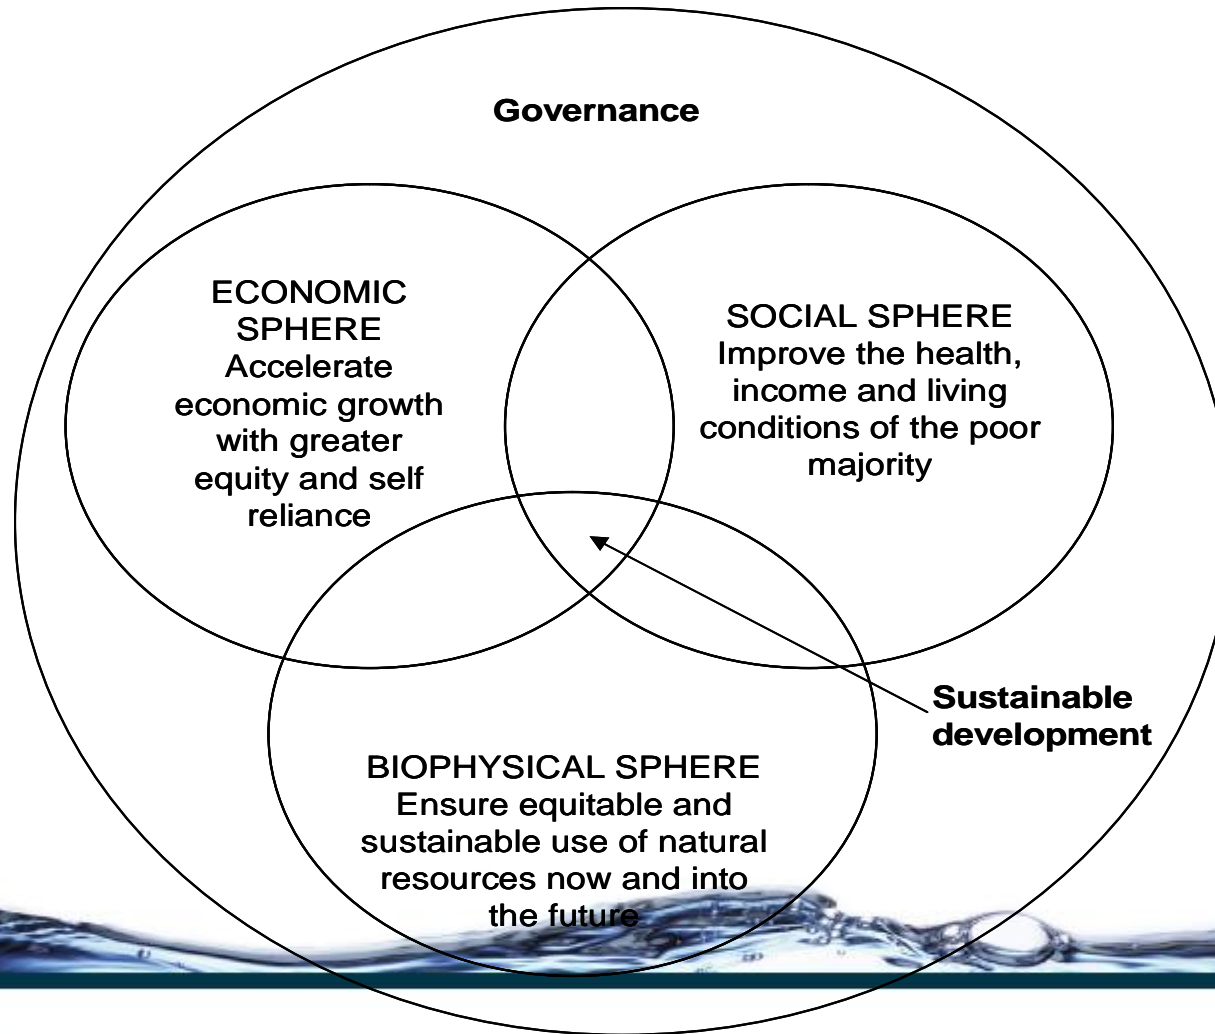 Governance
ECONOMIC
SPHERE
Accelerate
economic growth
with greater
equity and self
reliance
SOCIAL SPHERE
Improve the health,
income and living
conditions of the poor
majority
Sustainable
development
BIOPHYSICAL SPHERE
Ensure equitable and
sustainable use of natural
resources now and into
the future